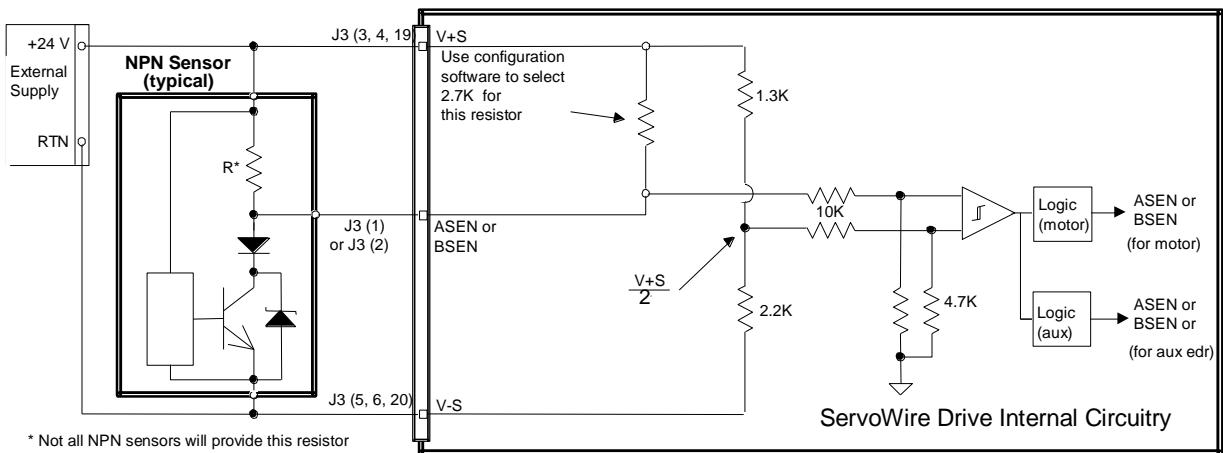 +24 V
External
Supply
RTN
NPN Sensor
(typical)
R*
J3 (3, 4, 19)
V+S
Use configuration
software to select
2.7K for
this resistor
1.3K
J3 (1)
or J3 (2)
ASEN or
BSEN
10K
V+S
2
2.2K
4.7K
Logic
(motor)
ASEN or
BSEN
(for motor)
Logic
(aux)
ASEN or
BSEN or
(for aux edr)
J3 (5, 6, 20)
V-S
ServoWire Drive Internal Circuitry
* Not all NPN sensors will provide this resistor